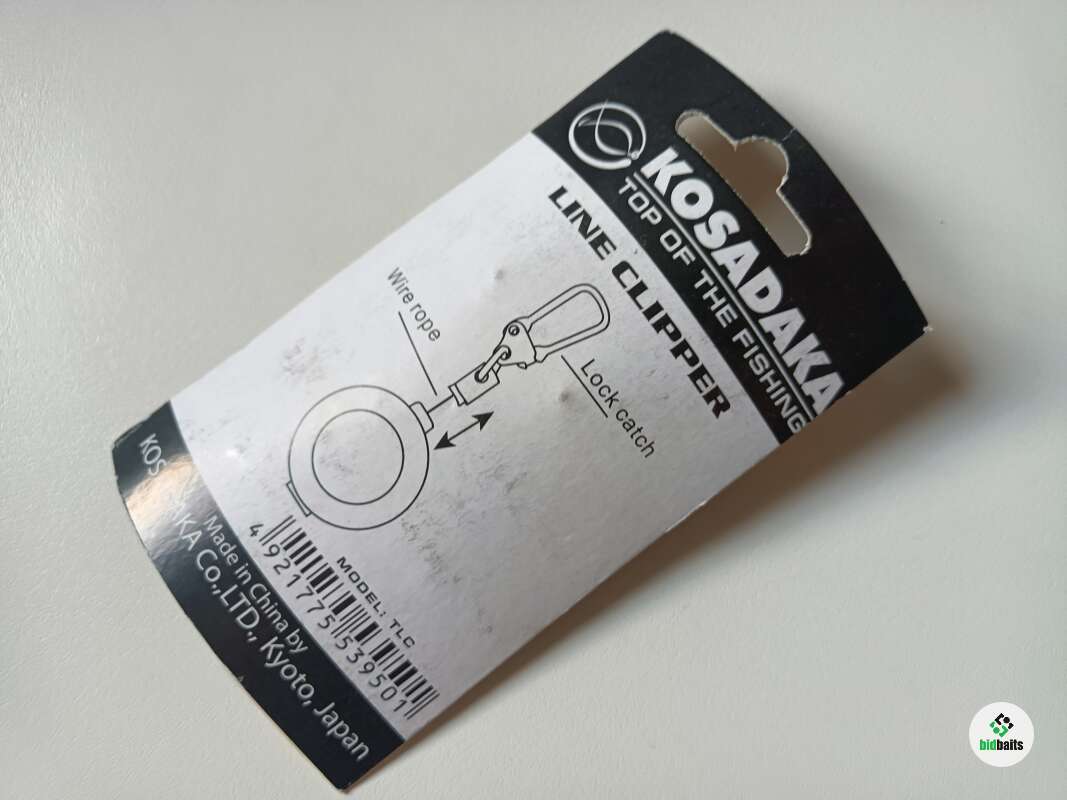 KOSADAKA
TOP OF THE FISHING
LINE CLIPPER
Wire rope
Lock catch
MODEL: TLC
4 921775 539501
Made in China by
KOSADAKA Co.,LTD., Kyoto, Japan
bidbaits